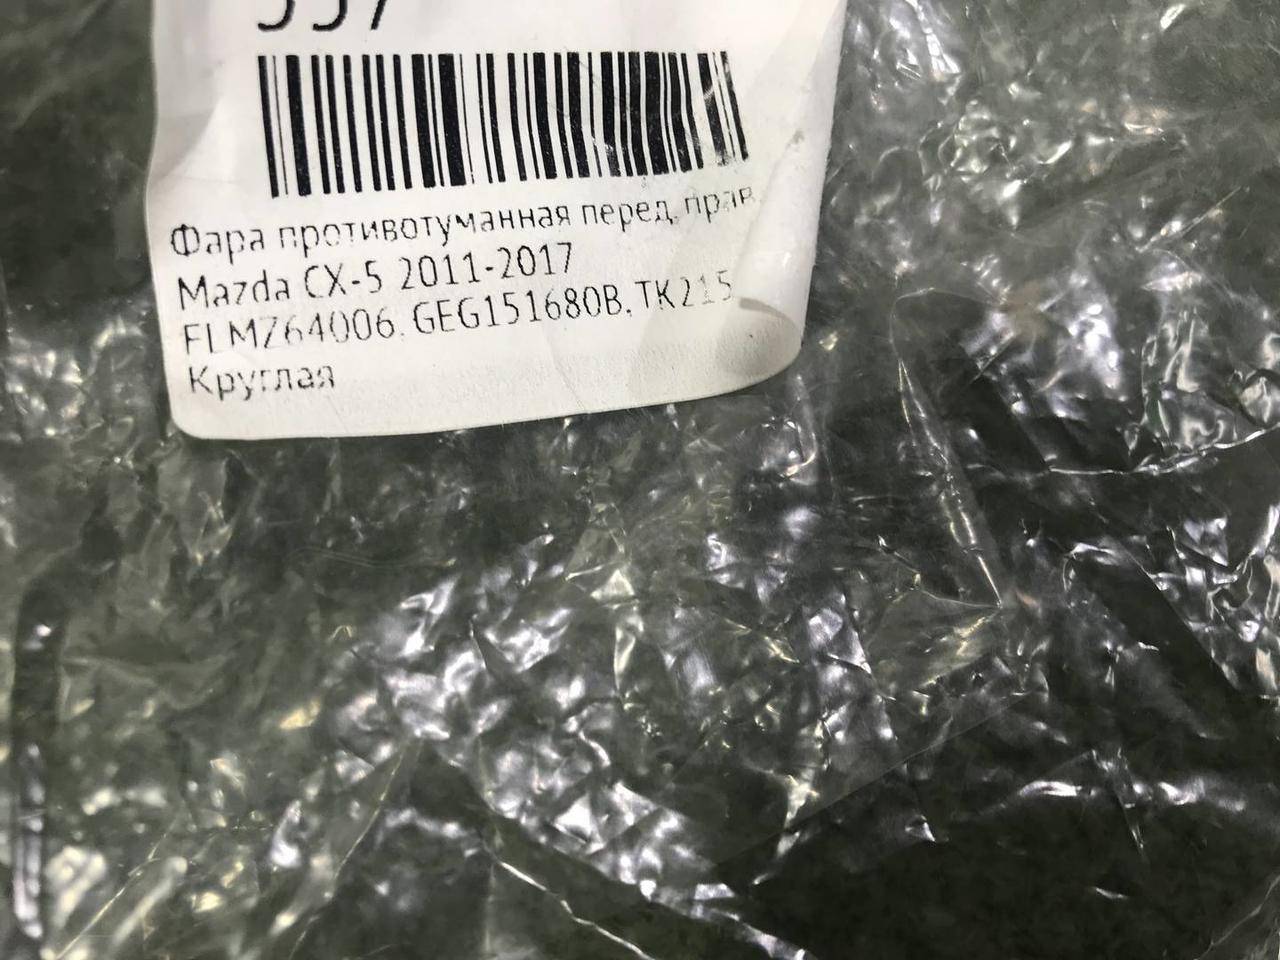 Фара противотуманная перед. прав.
Mazda CX-5 2011-2017
FLMZ64006. GEG151680B, TK215
Круглая